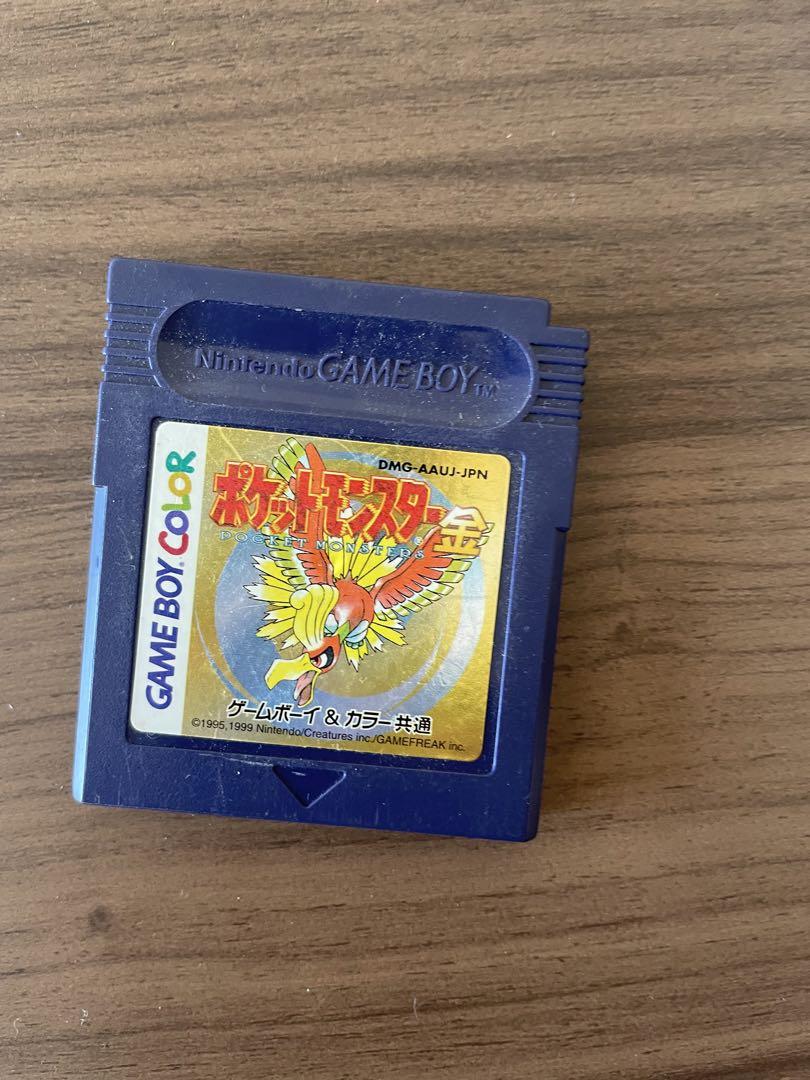 Nintendo GAME BOY™
GAME BOY COLOR
DMG-AAUJ-JPN
ポケットモンスター金
POCKET MONSTERS
ゲームボーイ & カラー共通
©1995,1999 Nintendo/Creatures inc./GAMEFREAK inc.